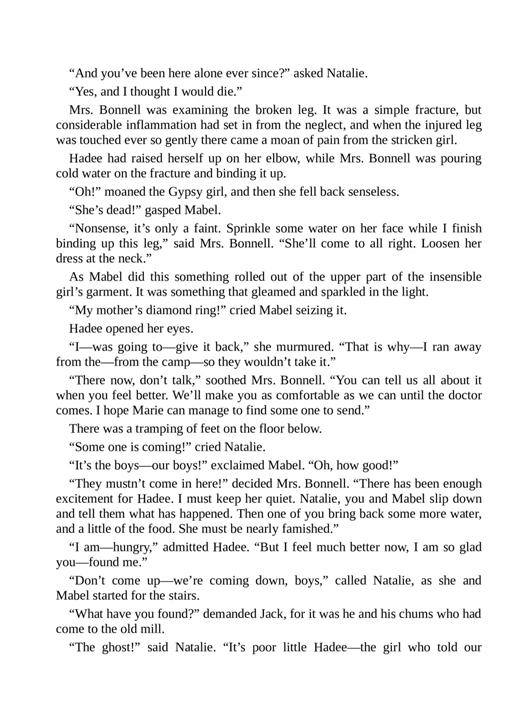 “And you’ve been here alone ever since?” asked Natalie.
“Yes, and I thought I would die.”
Mrs. Bonnell was examining the broken leg. It was a simple fracture, but
considerable inflammation had set in from the neglect, and when the injured leg
was touched ever so gently there came a moan of pain from the stricken girl.
Hadee had raised herself up on her elbow, while Mrs. Bonnell was pouring
cold water on the fracture and binding it up.
“Oh!” moaned the Gypsy girl, and then she fell back senseless.
“She’s dead!” gasped Mabel.
“Nonsense, it’s only a faint. Sprinkle some water on her face while I finish
binding up this leg,” said Mrs. Bonnell. “She’ll come to all right. Loosen her
dress at the neck.”
As Mabel did this something rolled out of the upper part of the insensible
girl’s garment. It was something that gleamed and sparkled in the light.
“My mother’s diamond ring!” cried Mabel seizing it.
Hadee opened her eyes.
“I—was going to—give it back,” she murmured. “That is why—I ran away
from the—from the camp—so they wouldn’t take it.”
“There now, don’t talk,” soothed Mrs. Bonnell. “You can tell us all about it
when you feel better. We’ll make you as comfortable as we can until the doctor
comes. I hope Marie can manage to find some one to send.”
There was a tramping of feet on the floor below.
“Some one is coming!” cried Natalie.
“It’s the boys—our boys!” exclaimed Mabel. “Oh, how good!”
“They mustn’t come in here!” decided Mrs. Bonnell. “There has been enough
excitement for Hadee. I must keep her quiet. Natalie, you and Mabel slip down
and tell them what has happened. Then one of you bring back some more water,
and a little of the food. She must be nearly famished.”
“I am—hungry,” admitted Hadee. “But I feel much better now, I am so glad
you—found me.”
“Don’t come up—we’re coming down, boys,” called Natalie, as she and
Mabel started for the stairs.
“What have you found?” demanded Jack, for it was he and his chums who had
come to the old mill.
“The ghost!” said Natalie. “It’s poor little Hadee—the girl who told our